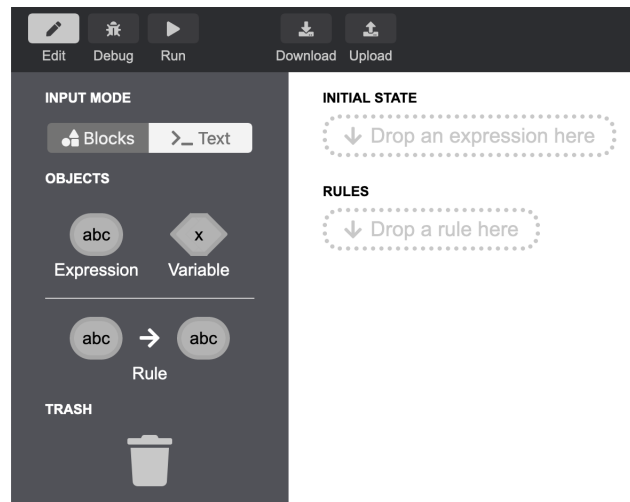 Edit Debug Run Download Upload
INPUT MODE
Blocks >_ Text
OBJECTS
abc x
Expression Variable
abc → abc
Rule
TRASH
INITIAL STATE
Drop an expression here
RULES
Drop a rule here